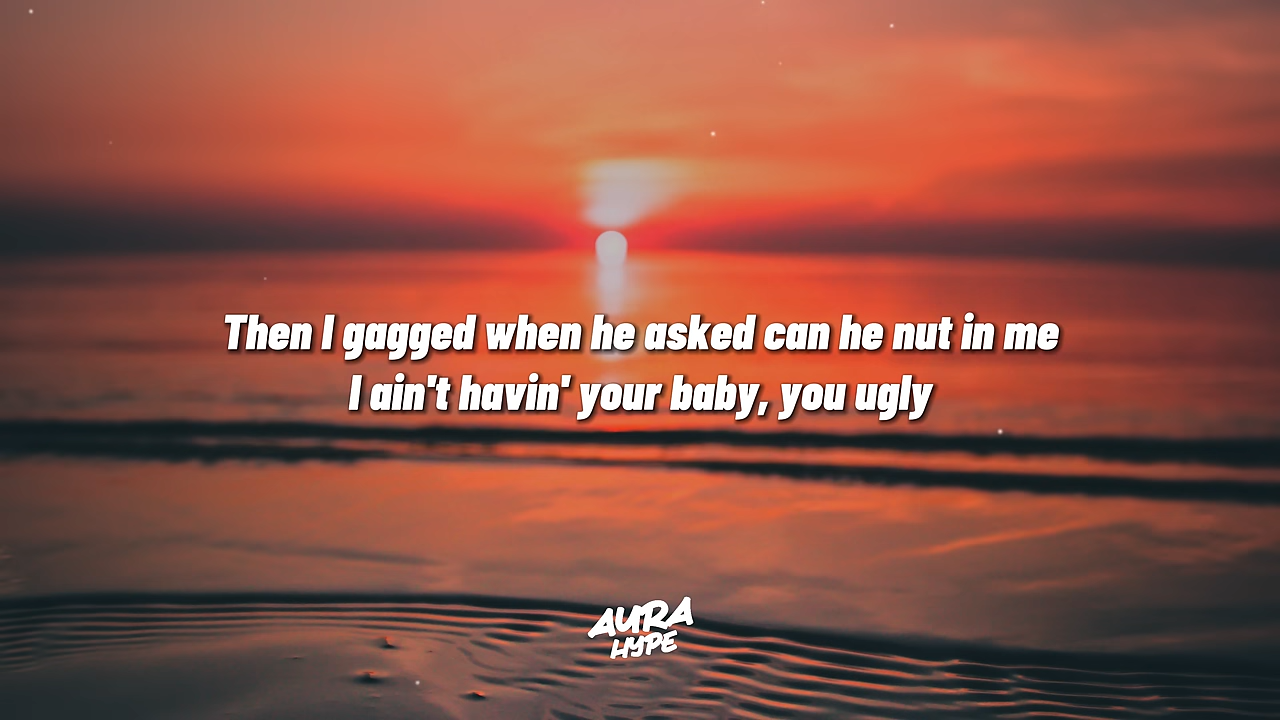 Then I gagged when he asked can he nut in me
I ain't havin' your baby, you ugly
AURA
HYPE